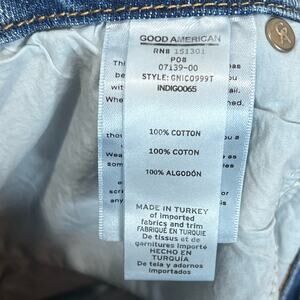 GOOD AMERICAN
RN# 151301
PO#
07139-00
STYLE: GNICO999T
INDIGO065
100% COTTON
100% COTON
100% ALGODÓN
MADE IN TURKEY
of imported
fabrics and trim
FABRIQUÉ EN TURQUIE
De tissus et de
garnitures importé
HECHO EN
TURQUÍA
De tela y adornos
importados